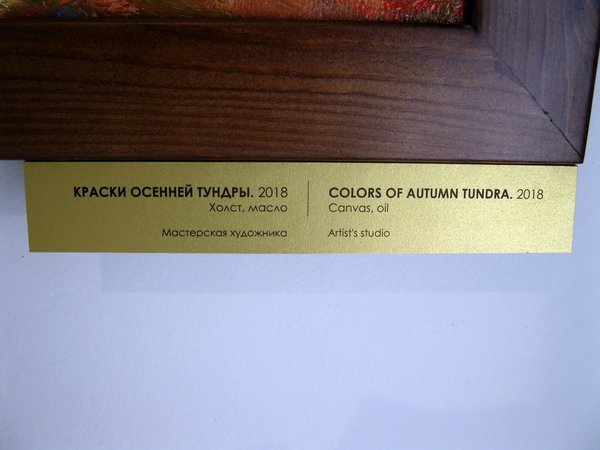 КРАСКИ ОСЕННЕЙ ТУНДРЫ. 2018
Холст, масло
Мастерская художника
COLORS OF AUTUMN TUNDRA. 2018
Canvas, oil
Artist's studio